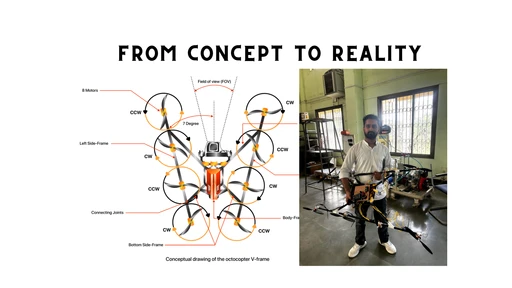 FROM CONCEPT TO REALITY
Field of view (FOV)
8 Motors
CW
CCW
7 Degree
Left Side-Frame
CW
CCW
CCW
CW
Connecting Joints
Body-Fra
CW
CCW
Bottom Side-Frame
Conceptual drawing of the octocopter V-frame